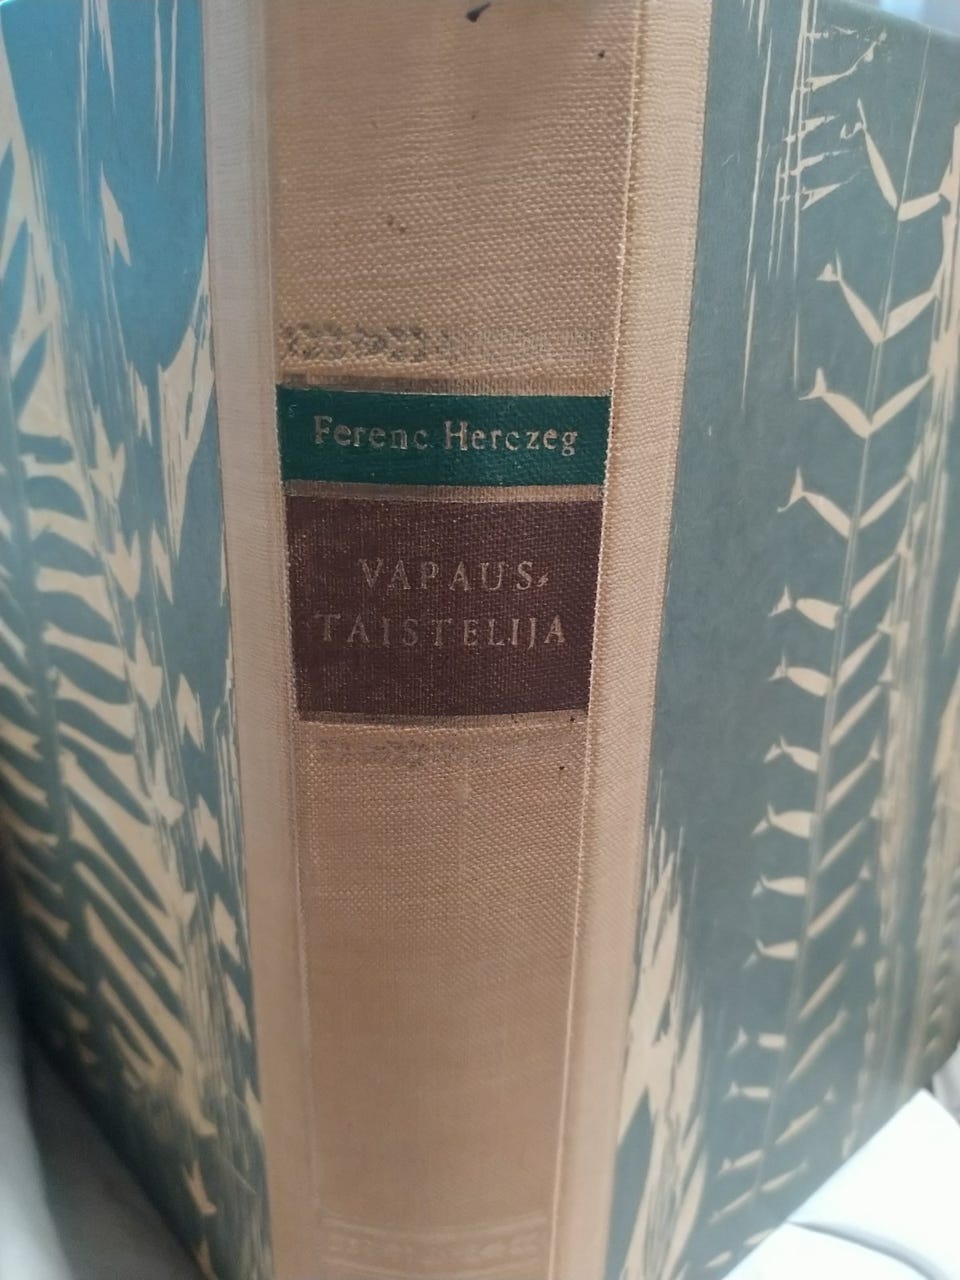 Ferenc Herczeg
VAPAUS-
TAISTELIJA